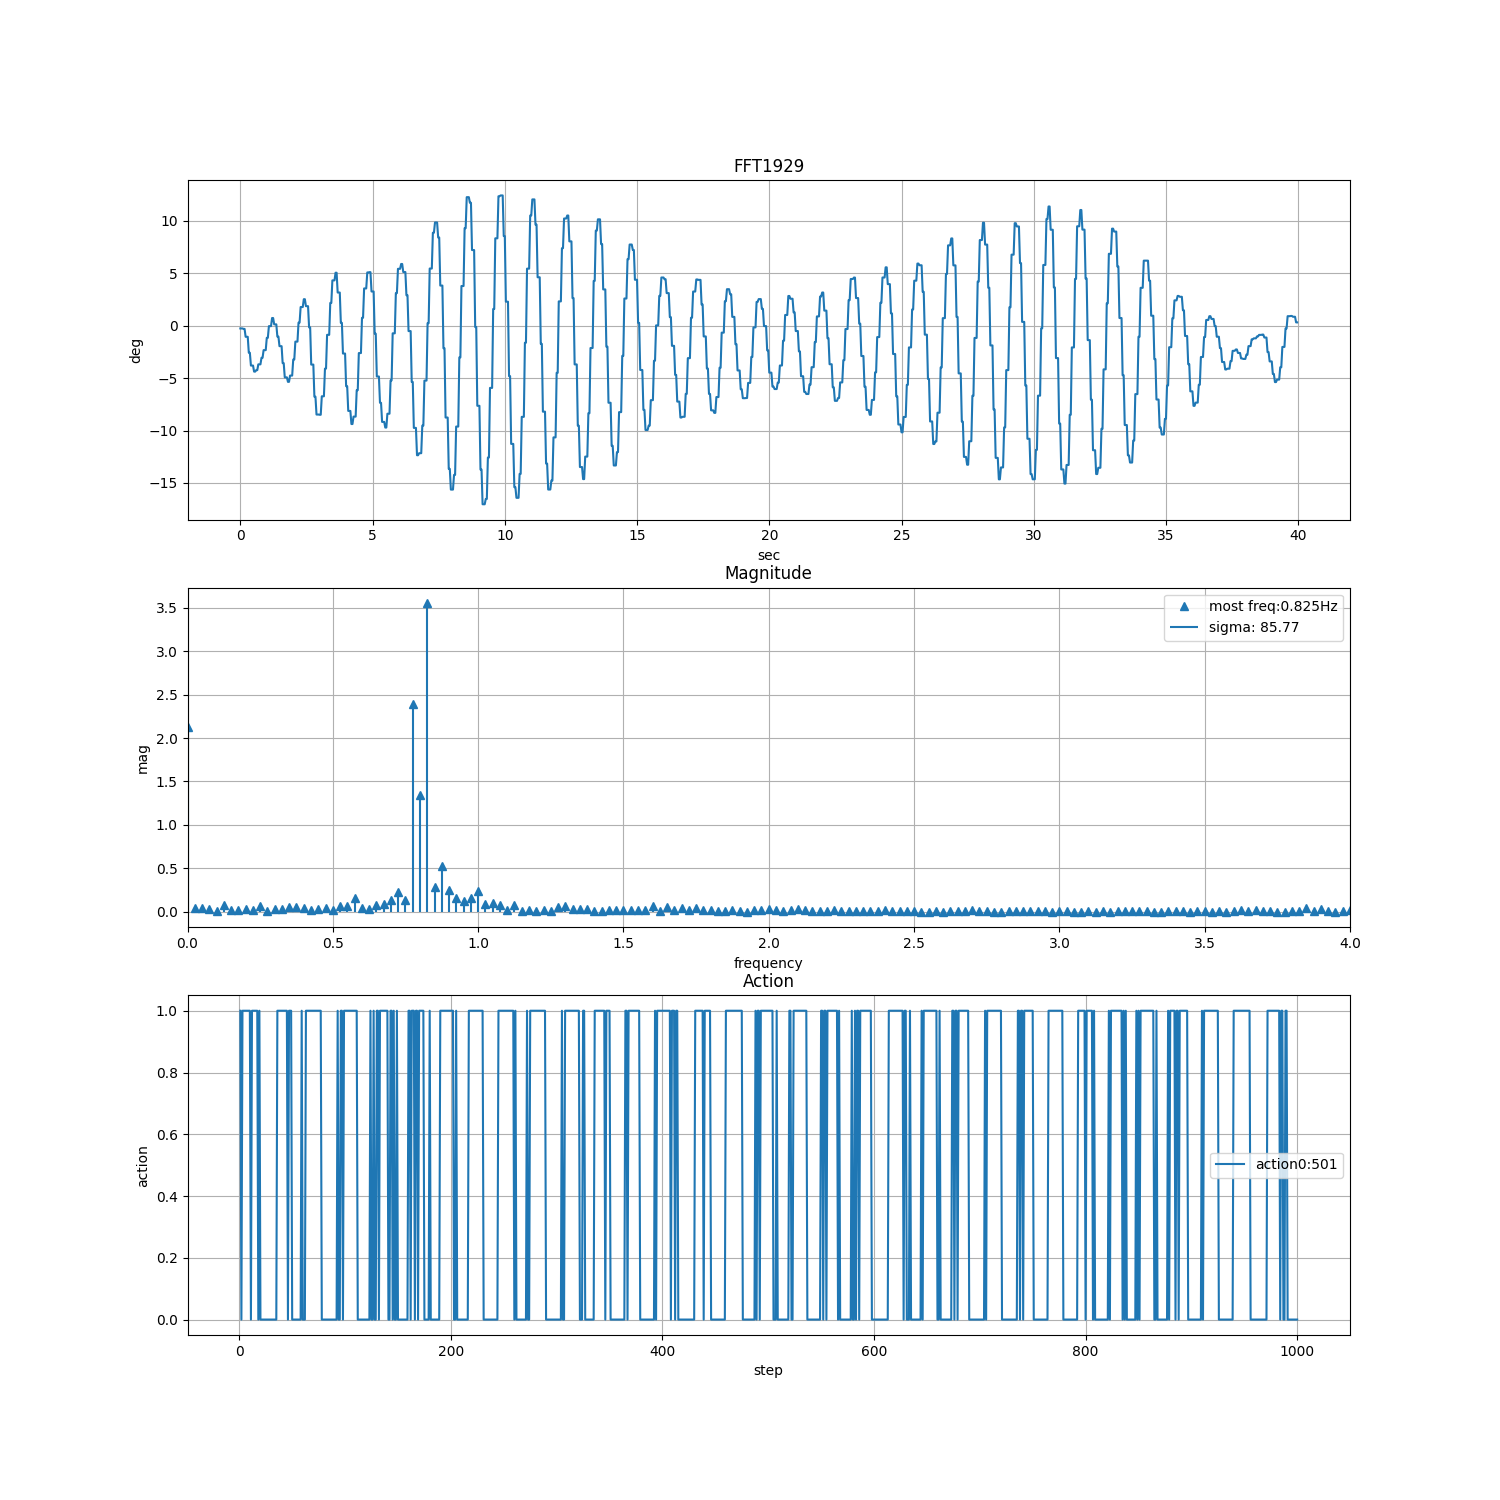 FFT1929
10
5
0
−5
−10
−15
deg
0 5 10 15 20 25 30 35 40
sec
Magnitude
3.5
3.0
2.5
2.0
1.5
1.0
0.5
0.0
mag
most freq:0.825Hz
sigma: 85.77
0.0 0.5 1.0 1.5 2.0 2.5 3.0 3.5 4.0
frequency
Action
1.0
0.8
0.6
0.4
0.2
0.0
action
action0:501
0 200 400 600 800 1000
step